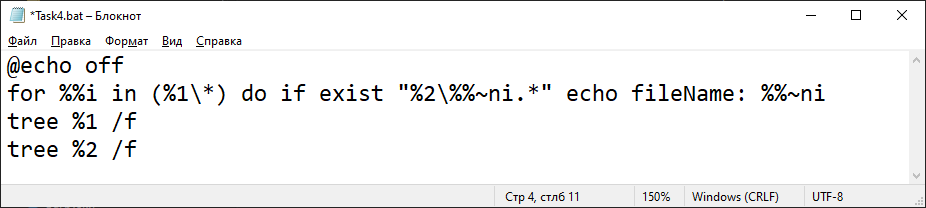 *Task4.bat – Блокнот
Файл Правка Формат Вид Справка
@echo off
for %%i in (%1\*) do if exist "%2\%%~ni.*" echo fileName: %%~ni
tree %1 /f
tree %2 /f
Стр 4, стлб 11 150% Windows (CRLF) UTF-8